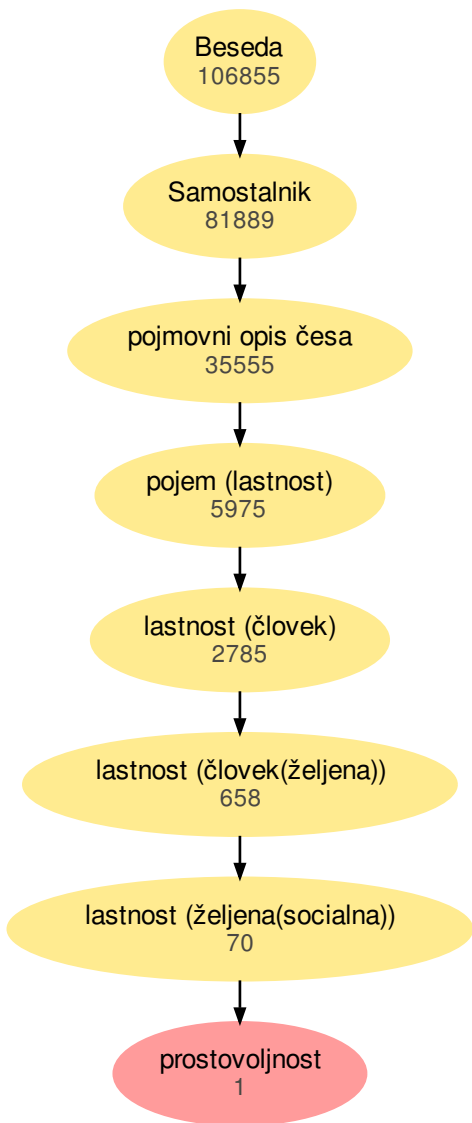 Beseda
106855
Samostalnik
81889
pojmovni opis česa
35555
pojem (lastnost)
5975
lastnost (človek)
2785
lastnost (človek(željena))
658
lastnost (željena(socialna))
70
prostovoljnost
1